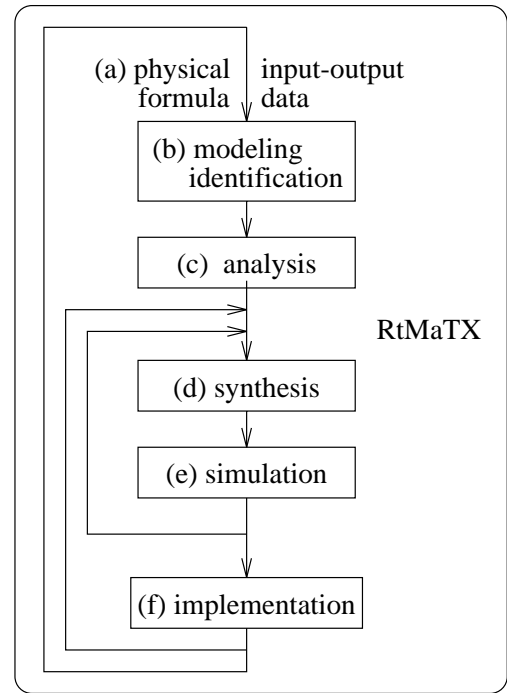 (a) physical input-output
formula data
(b) modeling
identification
(c) analysis
RtMaTX
(d) synthesis
(e) simulation
(f) implementation